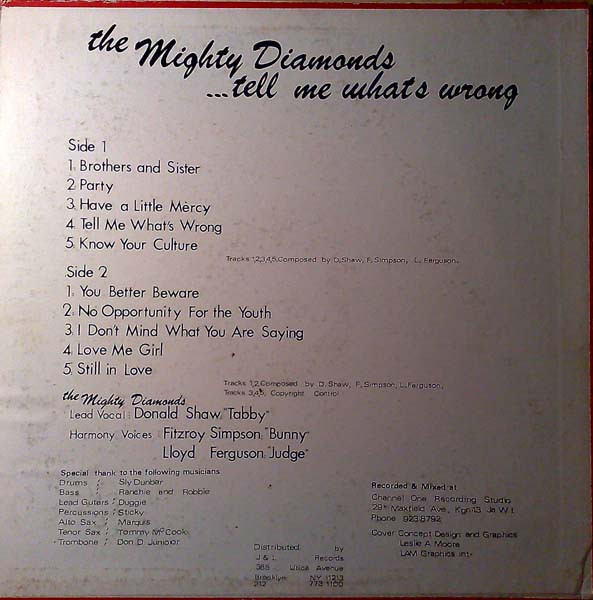 the Mighty Diamonds
...tell me what's wrong
Side 1
1. Brothers and Sister
2. Party
3. Have a Little Mercy
4. Tell Me What's Wrong
5. Know Your Culture
Tracks 1,2,3,4,5, Composed by D. Shaw, F. Simpson, L. Ferguson.
Side 2
1. You Better Beware
2. No Opportunity For the Youth
3. I Don't Mind What You Are Saying
4. Love Me Girl
5. Still in Love
Tracks 1,2, Composed by D. Shaw, F. Simpson, L. Ferguson,
Tracks 3,4,5, Copyright Control
the Mighty Diamonds
Lead Vocal: Donald Shaw, "Tabby"
Harmony Voices: Fitzroy Simpson, "Bunny"
Lloyd Ferguson, "Judge"
Special thank to the following musicians
Drums: Sly Dunbar
Bass: Ranchie and Robbie
Lead Guitars: Duggie
Percussions: Sticky
Alto Sax: Marquis
Tenor Sax: Tommy McCook
Trombone: Don D. Junior
Recorded & Mixed at
Channel One Recording Studio
29 Maxfield Ave, Kgn.13 Ja. W.I.
Phone 923.8792
Cover Concept Design and Graphics
Leslie A. Moore
LAM Graphics Int.
Distributed by
J & L Records
365 Utica Avenue
Brooklyn NY 11213
212 773 1100